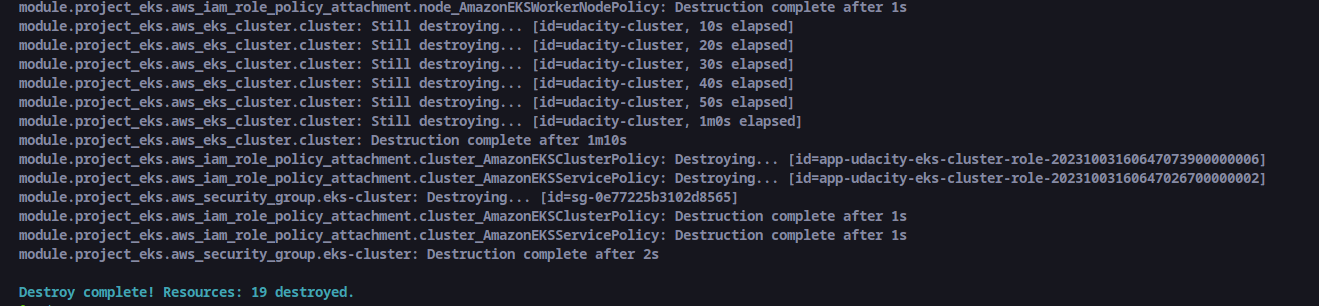 module.project_eks.aws_iam_role_policy_attachment.node_AmazonEKSWorkerNodePolicy: Destruction complete after 1s
module.project_eks.aws_eks_cluster.cluster: Still destroying... [id=udacity-cluster, 10s elapsed]
module.project_eks.aws_eks_cluster.cluster: Still destroying... [id=udacity-cluster, 20s elapsed]
module.project_eks.aws_eks_cluster.cluster: Still destroying... [id=udacity-cluster, 30s elapsed]
module.project_eks.aws_eks_cluster.cluster: Still destroying... [id=udacity-cluster, 40s elapsed]
module.project_eks.aws_eks_cluster.cluster: Still destroying... [id=udacity-cluster, 50s elapsed]
module.project_eks.aws_eks_cluster.cluster: Still destroying... [id=udacity-cluster, 1m0s elapsed]
module.project_eks.aws_eks_cluster.cluster: Destruction complete after 1m10s
module.project_eks.aws_iam_role_policy_attachment.cluster_AmazonEKSClusterPolicy: Destroying... [id=app-udacity-eks-cluster-role-20231003160647073900000006]
module.project_eks.aws_iam_role_policy_attachment.cluster_AmazonEKSServicePolicy: Destroying... [id=app-udacity-eks-cluster-role-20231003160647026700000002]
module.project_eks.aws_security_group.eks-cluster: Destroying... [id=sg-0e77225b3102d8565]
module.project_eks.aws_iam_role_policy_attachment.cluster_AmazonEKSClusterPolicy: Destruction complete after 1s
module.project_eks.aws_iam_role_policy_attachment.cluster_AmazonEKSServicePolicy: Destruction complete after 1s
module.project_eks.aws_security_group.eks-cluster: Destruction complete after 2s
Destroy complete! Resources: 19 destroyed.